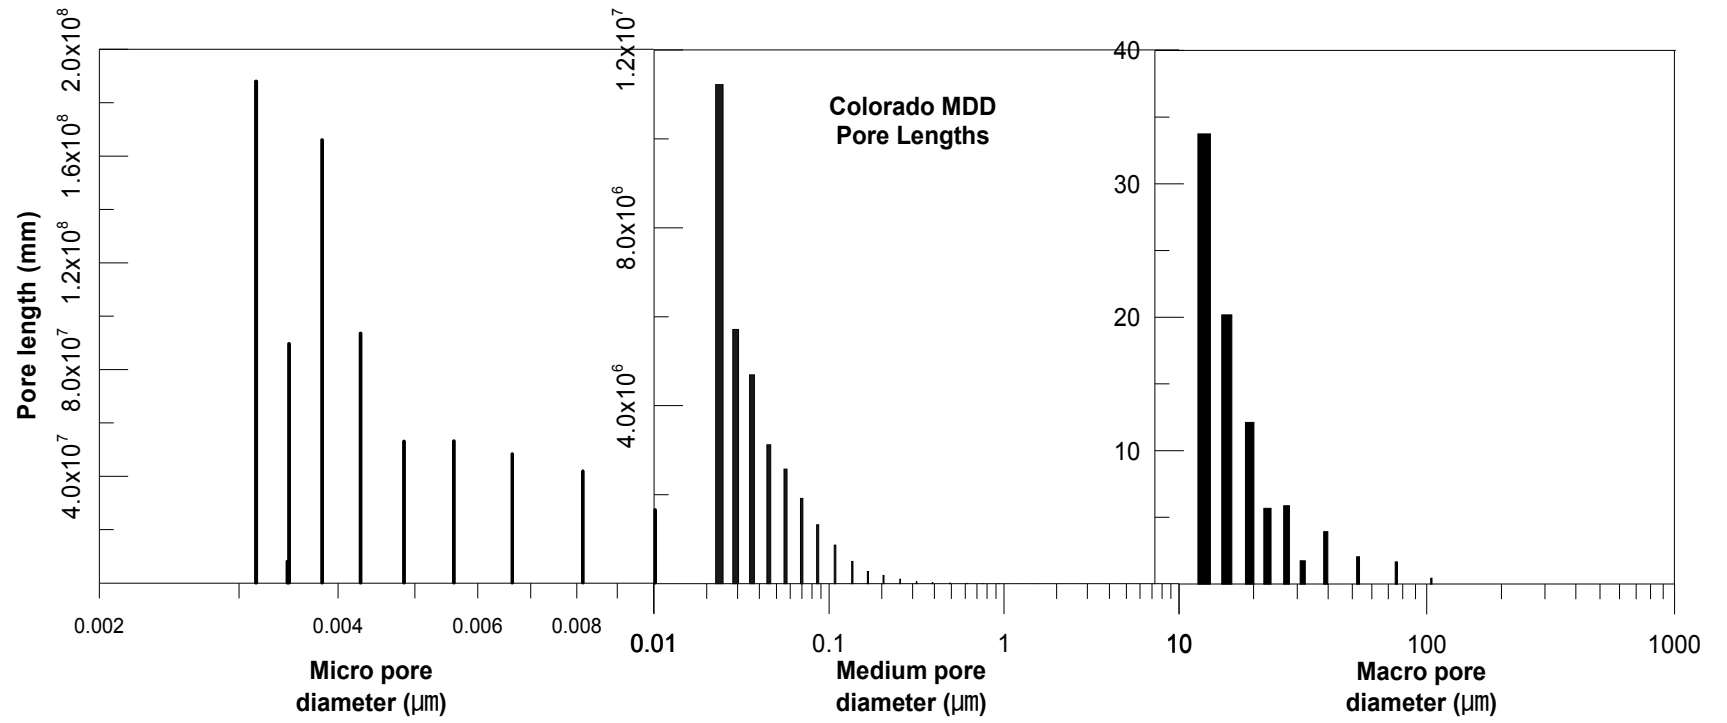 Colorado MDD
Pore Lengths
Pore length (mm)
2.0x10⁸
1.6x10⁸
1.2x10⁸
8.0x10⁷
4.0x10⁷
1.2x10⁷
8.0x10⁶
4.0x10⁶
40
30
20
10
0.002
0.004
0.006
0.008
0.01
0.1
1
10
100
1000
Micro pore
diameter (μm)
Medium pore
diameter (μm)
Macro pore
diameter (μm)